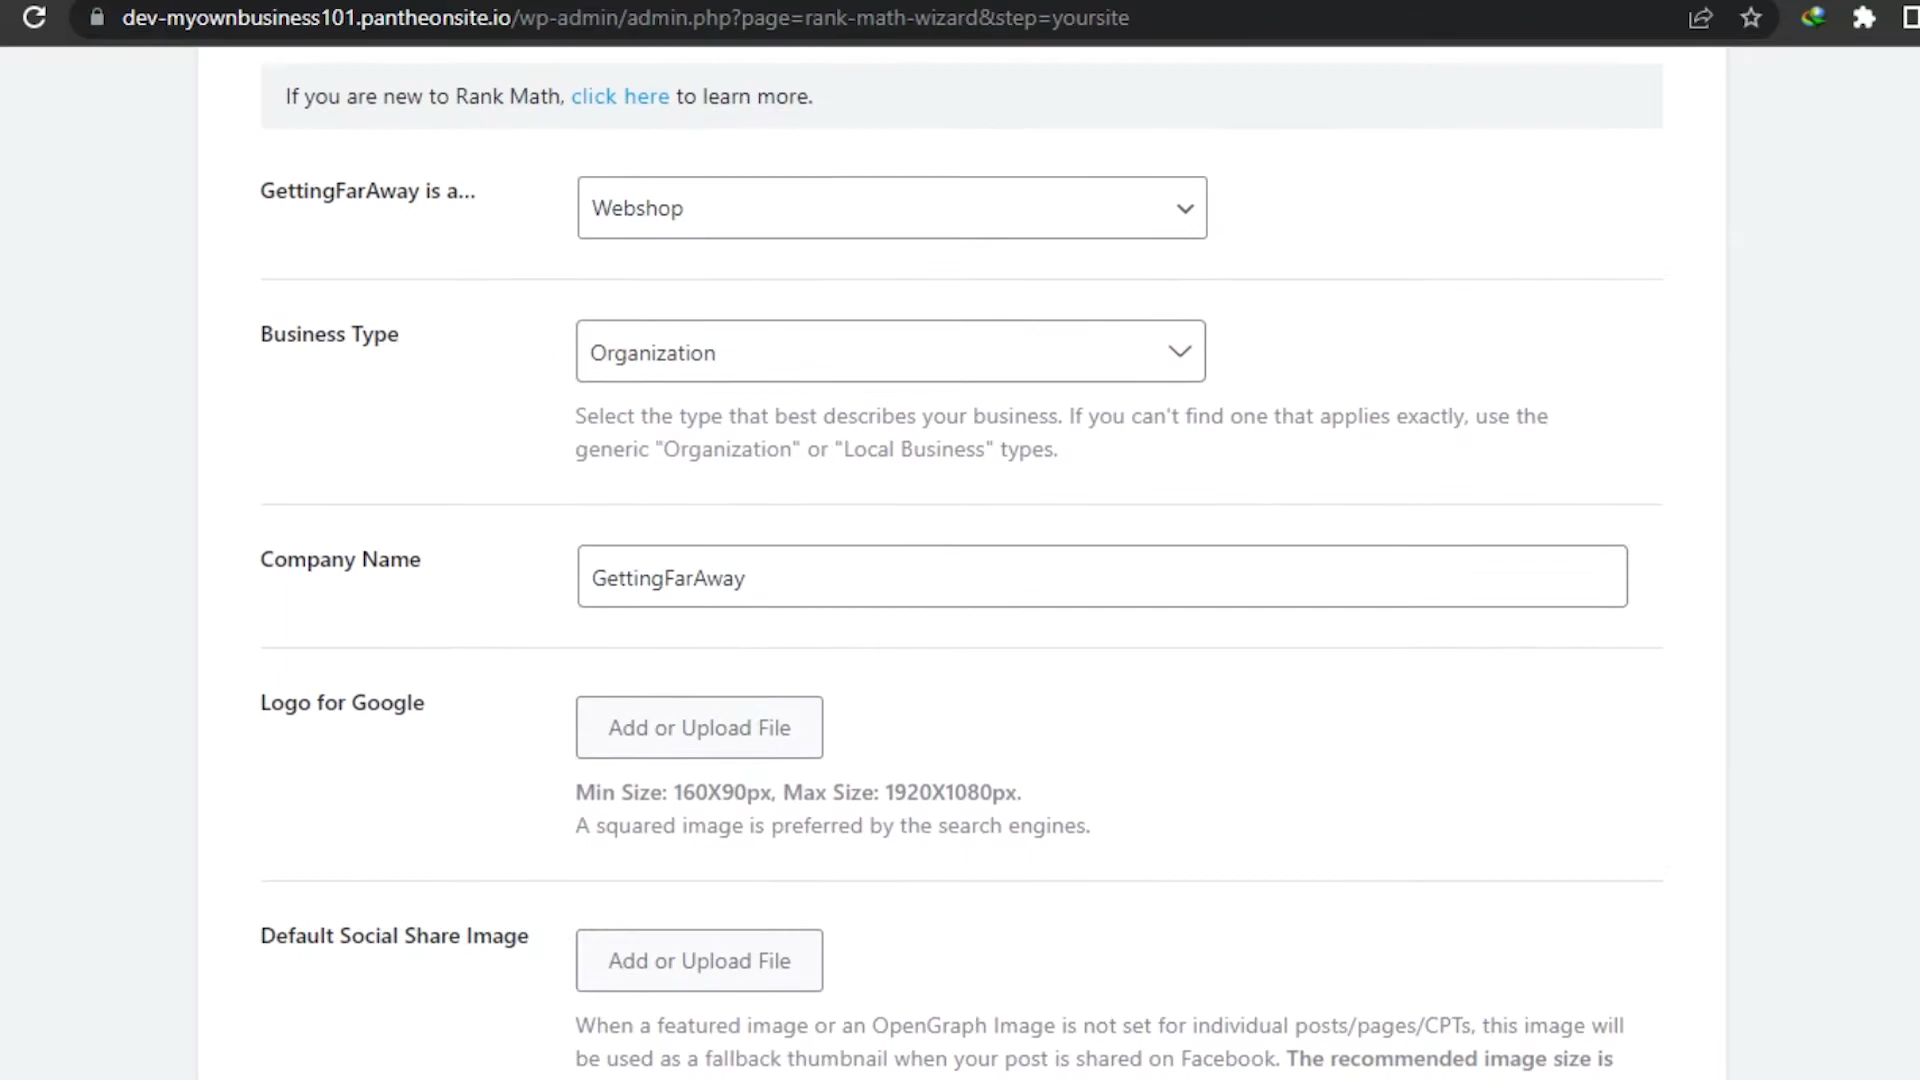 dev-myownbusiness101.pantheonsite.io/wp-admin/admin.php?page=rank-math-wizard&step=yoursite
If you are new to Rank Math, click here to learn more.
GettingFarAway is a...
Webshop
Business Type
Organization
Select the type that best describes your business. If you can't find one that applies exactly, use the
generic "Organization" or "Local Business" types.
Company Name
GettingFarAway
Logo for Google
Add or Upload File
Min Size: 160X90px, Max Size: 1920X1080px.
A squared image is preferred by the search engines.
Default Social Share Image
Add or Upload File
When a featured image or an OpenGraph Image is not set for individual posts/pages/CPTs, this image will
be used as a fallback thumbnail when your post is shared on Facebook. The recommended image size is